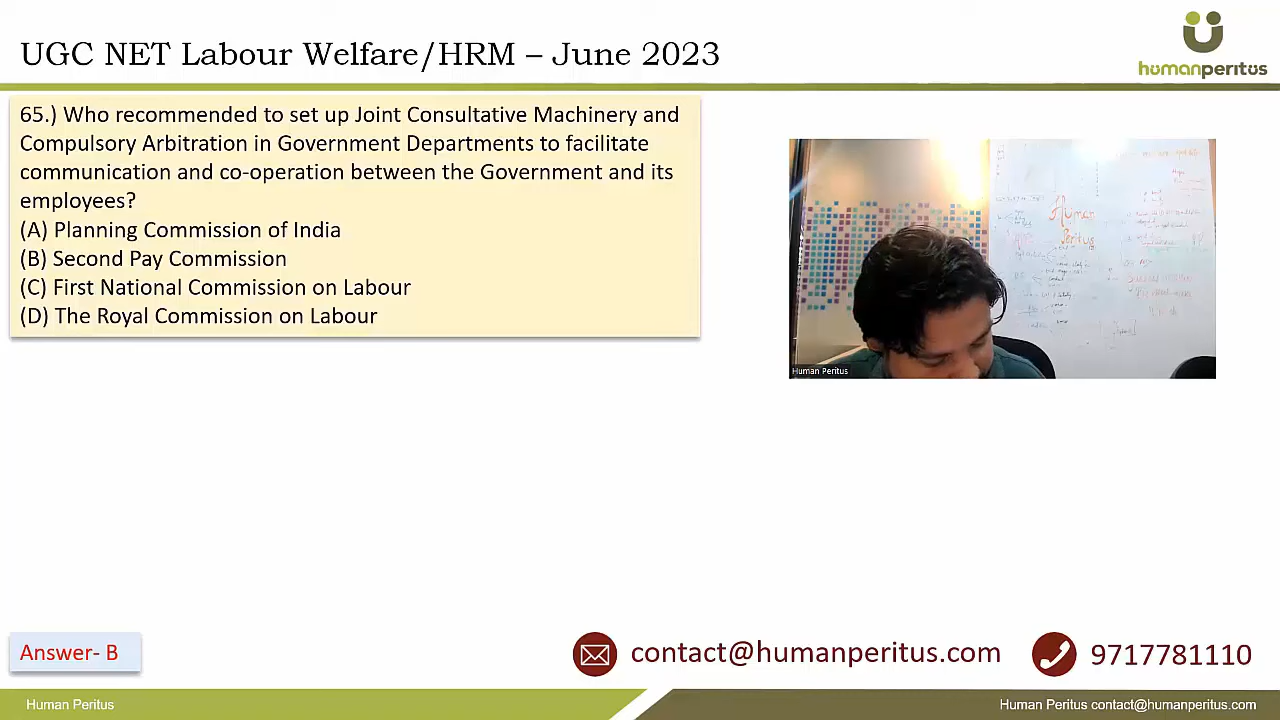 UGC NET Labour Welfare/HRM – June 2023
humanperitus
65.) Who recommended to set up Joint Consultative Machinery and
Compulsory Arbitration in Government Departments to facilitate
communication and co-operation between the Government and its
employees?
(A) Planning Commission of India
(B) Second Pay Commission
(C) First National Commission on Labour
(D) The Royal Commission on Labour
Human
Peritus
Human Peritus
Answer- B
contact@humanperitus.com
9717781110
Human Peritus
Human Peritus contact@humanperitus.com